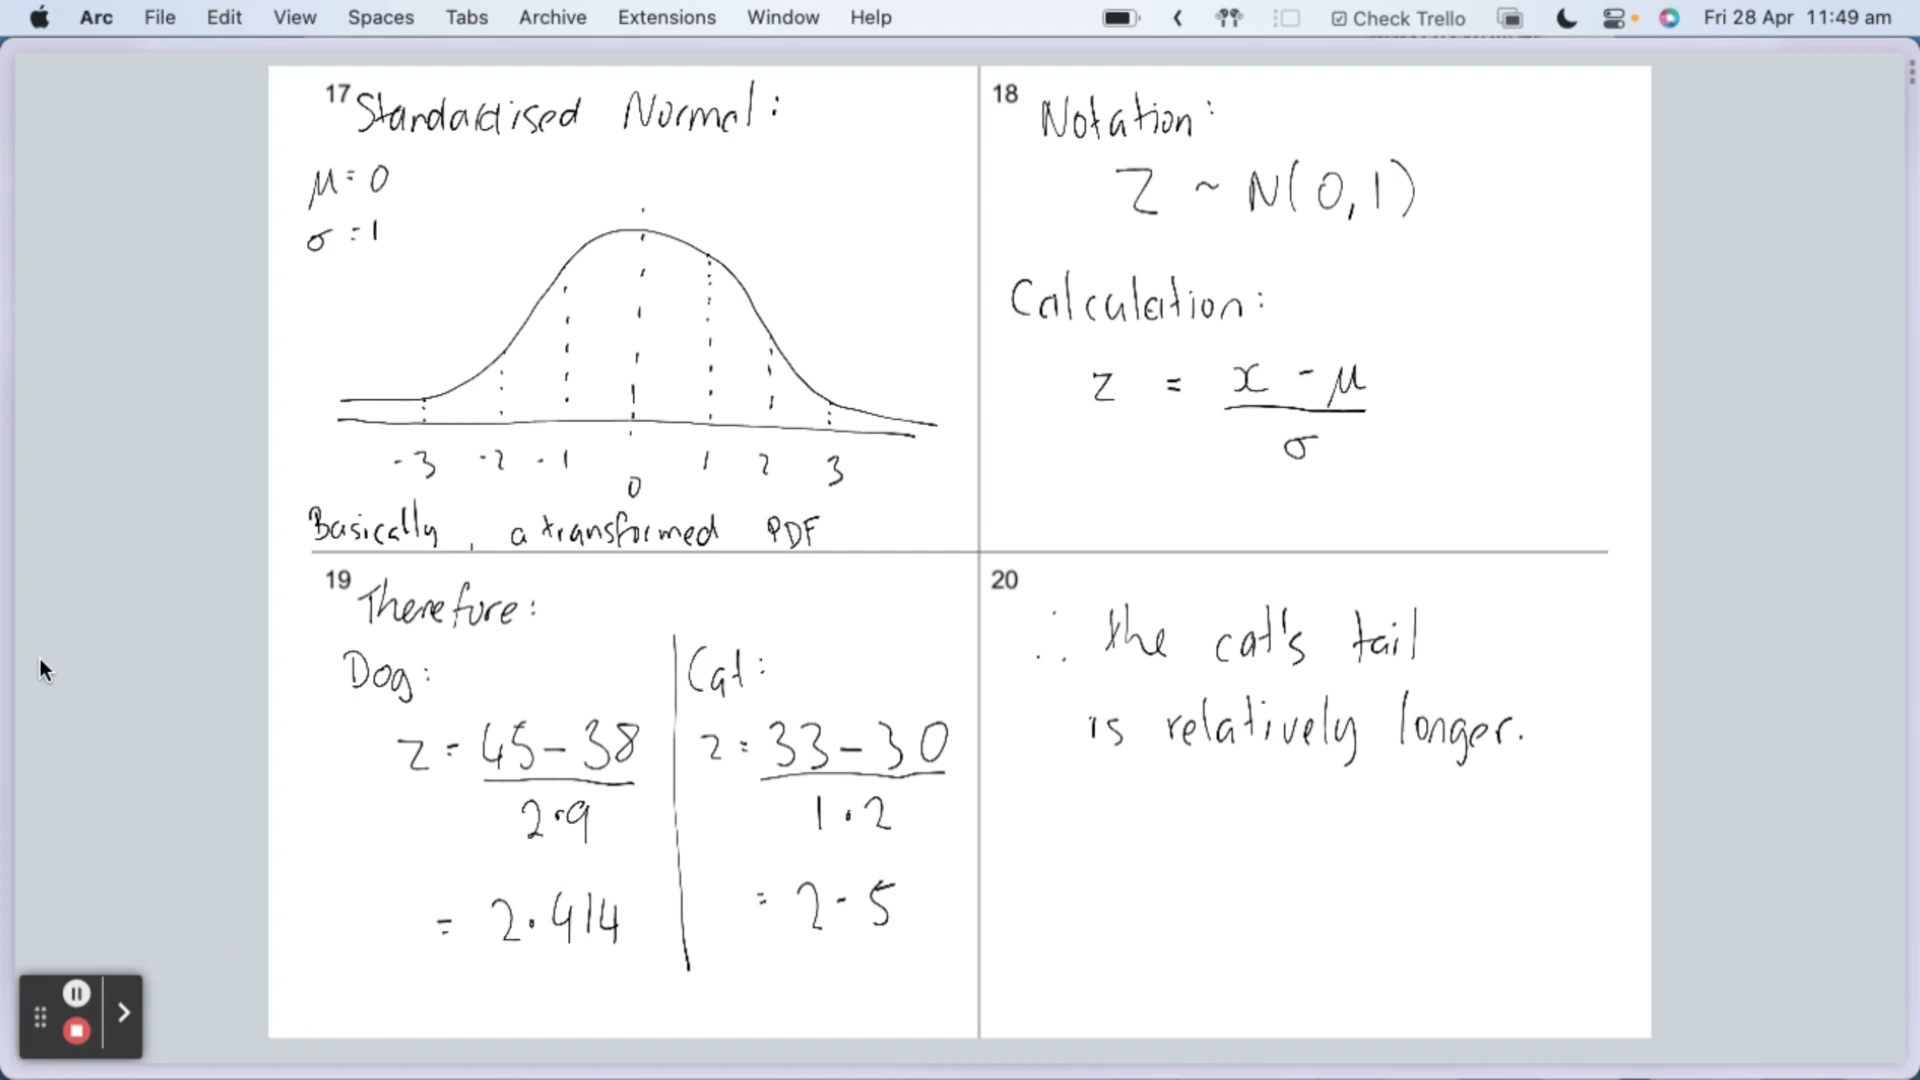 Arc File Edit View Spaces Tabs Archive Extensions Window Help Check Trello Fri 28 Apr 11:49 am
17 Standardised Normal:
μ = 0
σ = 1
-3 -2 -1 0 1 2 3
Basically, a transformed PDF
18 Notation:
Z ~ N(0,1)
Calculation:
z = x - μ
σ
19 Therefore:
Dog:
z = 45 - 38
2.9
= 2.414
Cat:
z = 33 - 30
1.2
= 2.5
20
∴ the cat's tail
is relatively longer.